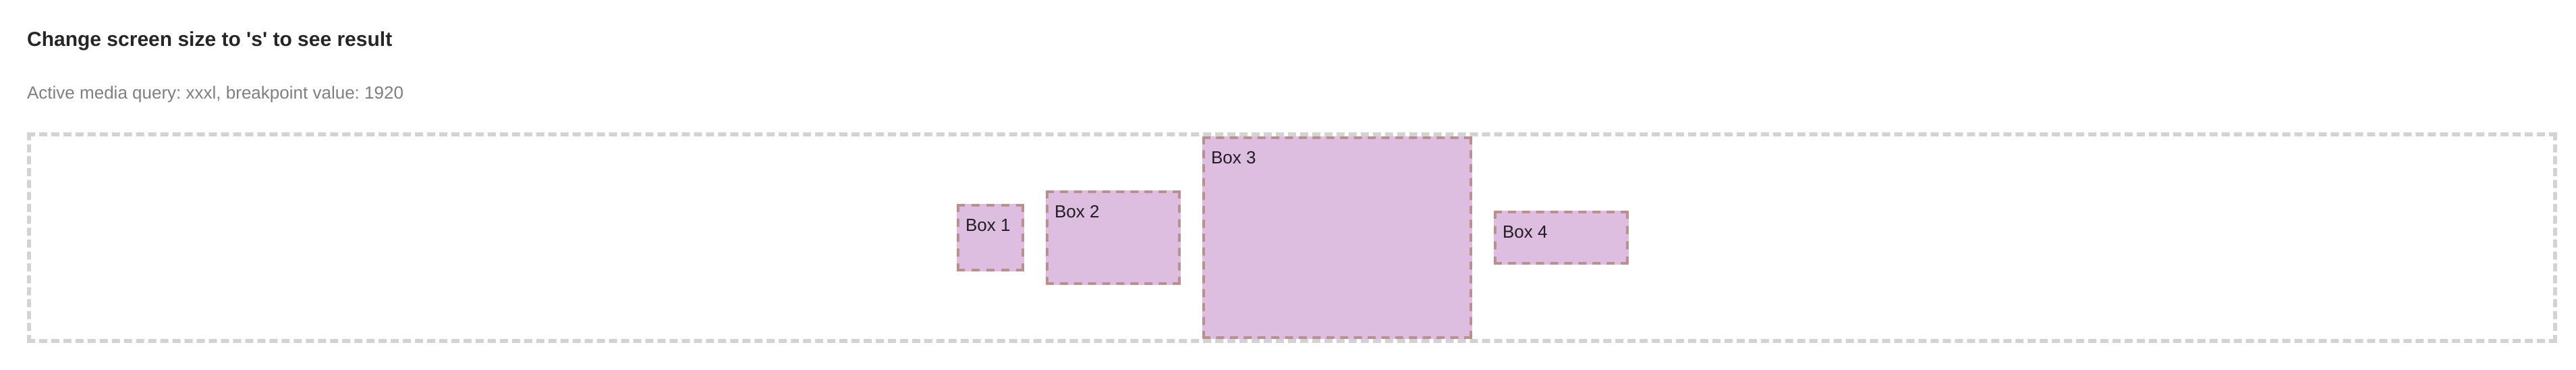 Change screen size to 's' to see result
Active media query: xxxl, breakpoint value: 1920
Box 1
Box 2
Box 3
Box 4